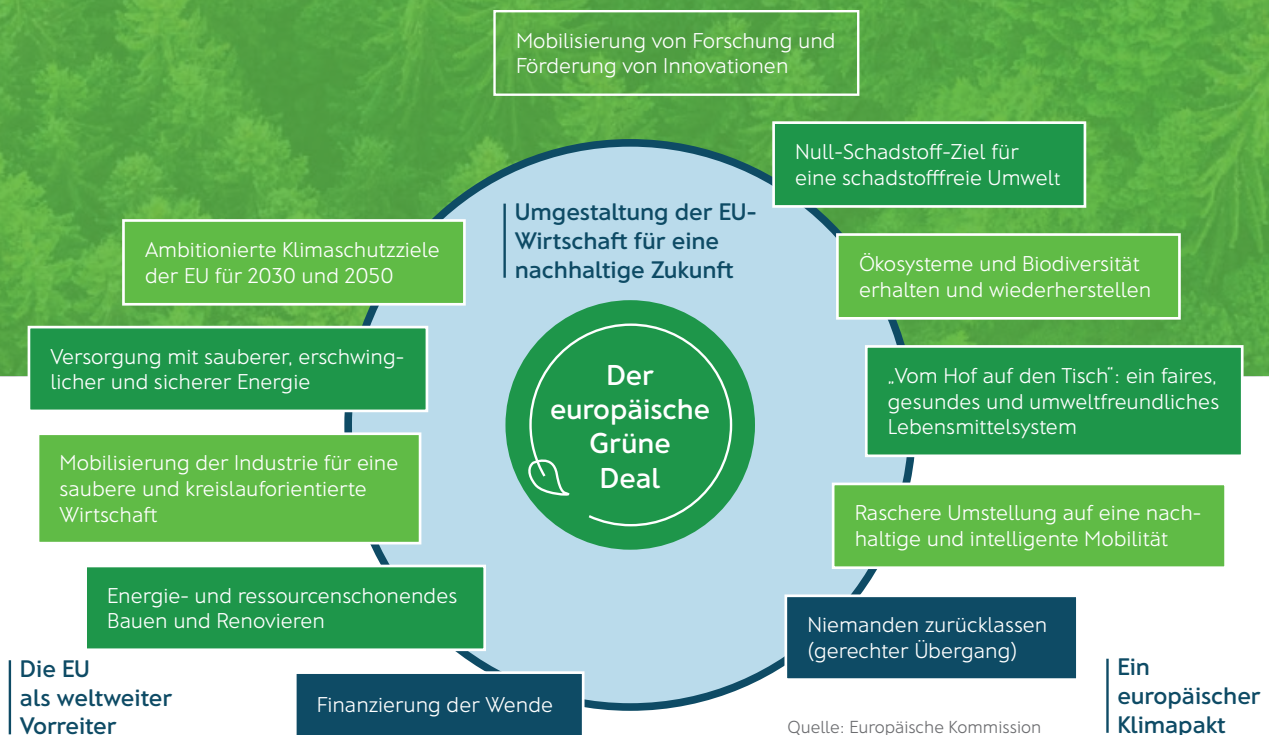 Mobilisierung von Forschung und
Förderung von Innovationen
Null-Schadstoff-Ziel für
eine schadstofffreie Umwelt
Umgestaltung der EU-
Wirtschaft für eine
nachhaltige Zukunft
Ambitionierte Klimaschutzziele
der EU für 2030 und 2050
Ökosysteme und Biodiversität
erhalten und wiederherstellen
Versorgung mit sauberer, erschwing-
licher und sicherer Energie
Der
europäische
Grüne
Deal
„Vom Hof auf den Tisch“: ein faires,
gesundes und umweltfreundliches
Lebensmittelsystem
Mobilisierung der Industrie für eine
saubere und kreislauforientierte
Wirtschaft
Raschere Umstellung auf eine nach-
haltige und intelligente Mobilität
Energie- und ressourcenschonendes
Bauen und Renovieren
Niemanden zurücklassen
(gerechter Übergang)
Die EU
als weltweiter
Vorreiter
Finanzierung der Wende
Quelle: Europäische Kommission
Ein
europäischer
Klimapakt